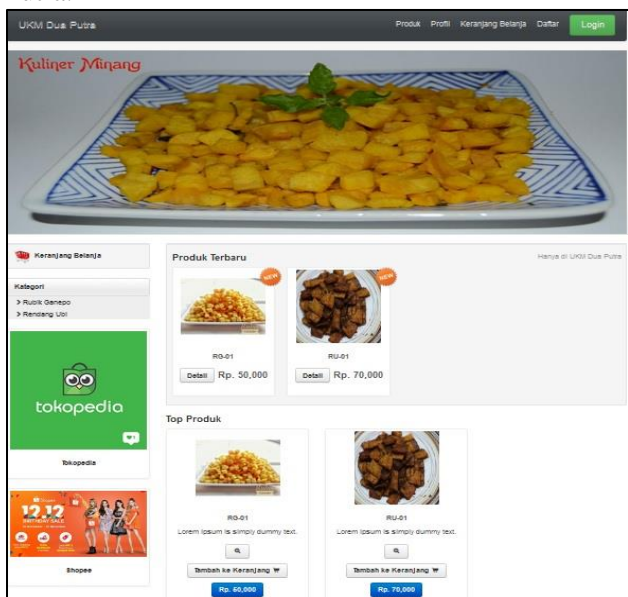 UKM Dua Putra
Produk Profil Keranjang Belanja Daftar Login
Kuliner Minang
Keranjang Belanja
Kategori
> Rubik Ganepo
> Rendang Ubi
tokopedia
Tokopedia
Shopee
12.12
BIRTHDAY SALE
Shopee
Produk Terbaru
Hanya di UKM Dua Putra
NEW
NEW
RG-01
RU-01
Detail Rp. 50,000
Detail Rp. 70,000
Top Produk
RG-01
Lorem Ipsum is simply dummy text.
Tambah ke Keranjang
Rp. 60,000
RU-01
Lorem Ipsum is simply dummy text.
Tambah ke Keranjang
Rp. 70,000